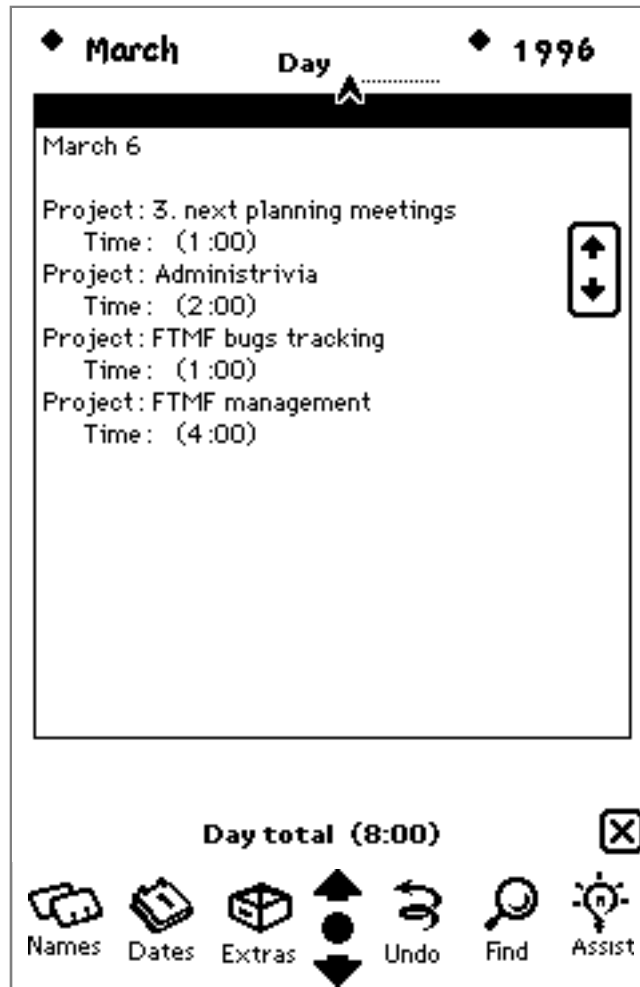 March
Day
1996
March 6
Project: 3. next planning meetings
Time: (1:00)
Project: Administrivia
Time: (2:00)
Project: FTMF bugs tracking
Time: (1:00)
Project: FTMF management
Time: (4:00)
Day total (8:00)
Names
Dates
Extras
Undo
Find
Assist